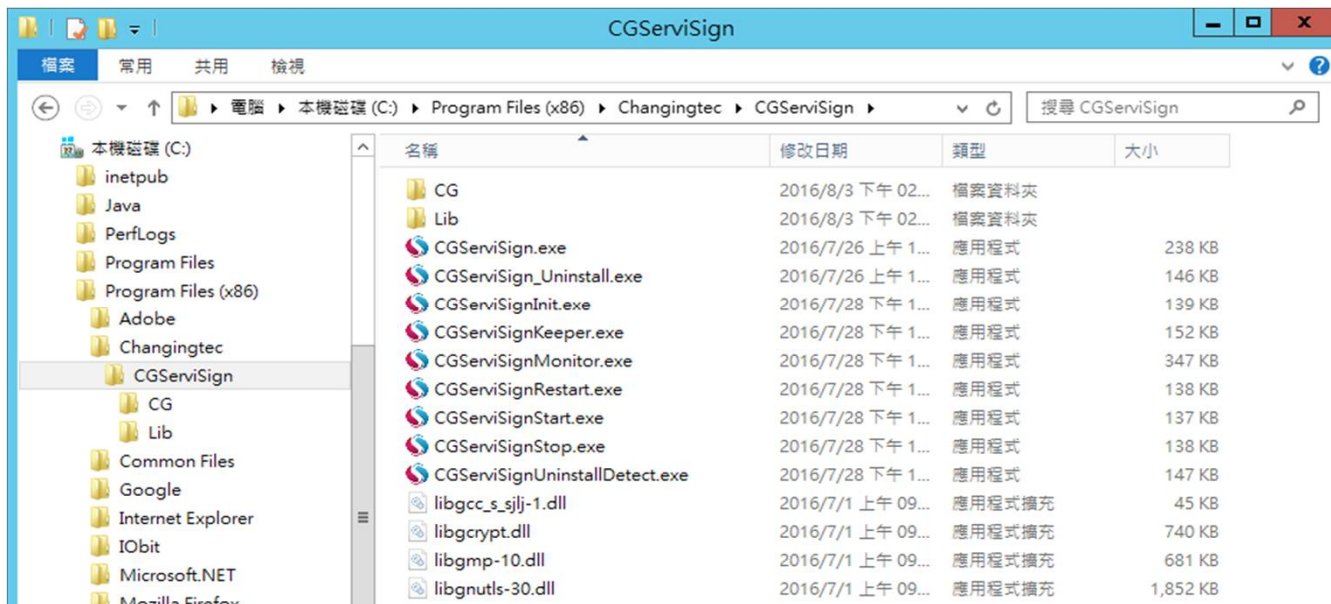 CGServiSign
檔案 常用 共用 檢視
電腦 本機磁碟 (C:) Program Files (x86) Changingtec CGServiSign 搜尋 CGServiSign
本機磁碟 (C:)
inetpub
Java
PerfLogs
Program Files
Program Files (x86)
Adobe
Changingtec
CGServiSign
CG
Lib
Common Files
Google
Internet Explorer
IObit
Microsoft.NET
Mozilla Firefox
名稱 修改日期 類型 大小
CG 2016/8/3 下午 02... 檔案資料夾
Lib 2016/8/3 下午 02... 檔案資料夾
CGServiSign.exe 2016/7/26 上午 1... 應用程式 238 KB
CGServiSign_Uninstall.exe 2016/7/26 上午 1... 應用程式 146 KB
CGServiSignInit.exe 2016/7/28 下午 1... 應用程式 139 KB
CGServiSignKeeper.exe 2016/7/28 下午 1... 應用程式 152 KB
CGServiSignMonitor.exe 2016/7/28 下午 1... 應用程式 347 KB
CGServiSignRestart.exe 2016/7/28 下午 1... 應用程式 138 KB
CGServiSignStart.exe 2016/7/28 下午 1... 應用程式 137 KB
CGServiSignStop.exe 2016/7/28 下午 1... 應用程式 138 KB
CGServiSignUninstallDetect.exe 2016/7/28 下午 1... 應用程式 147 KB
libgcc_s_sjlj-1.dll 2016/7/1 上午 09... 應用程式擴充 45 KB
libgcrypt.dll 2016/7/1 上午 09... 應用程式擴充 740 KB
libgmp-10.dll 2016/7/1 上午 09... 應用程式擴充 681 KB
libgnutls-30.dll 2016/7/1 上午 09... 應用程式擴充 1,852 KB